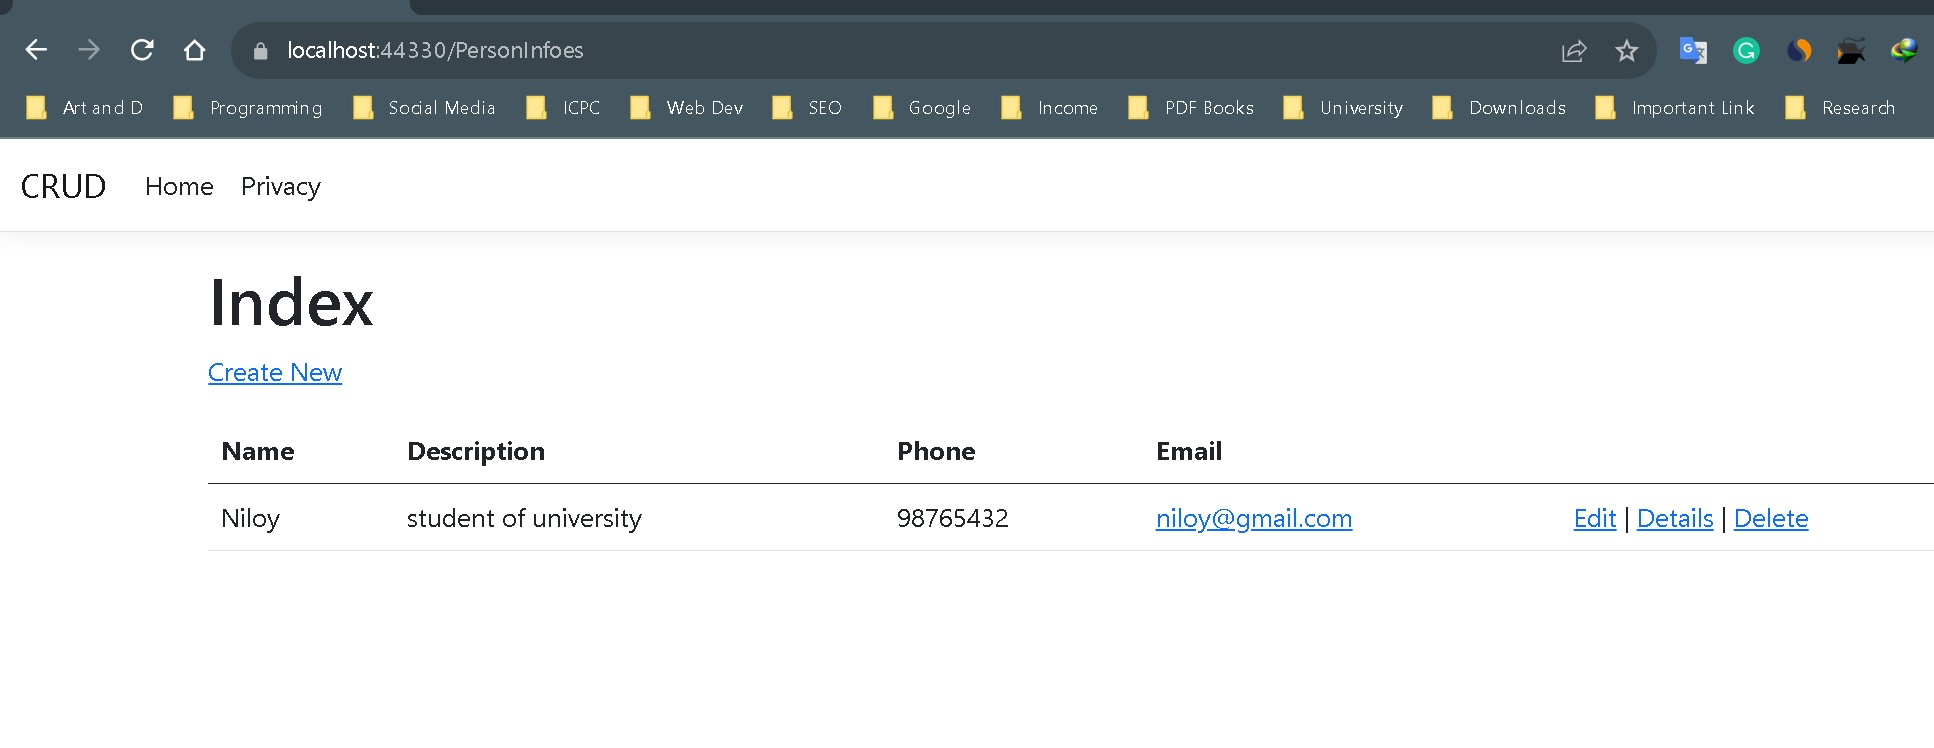 localhost:44330/PersonInfoes
Art and D Programming Social Media ICPC Web Dev SEO Google Income PDF Books University Downloads Important Link Research
CRUD Home Privacy
Index
Create New
Name Description Phone Email
Niloy student of university 98765432 niloy@gmail.com Edit | Details | Delete